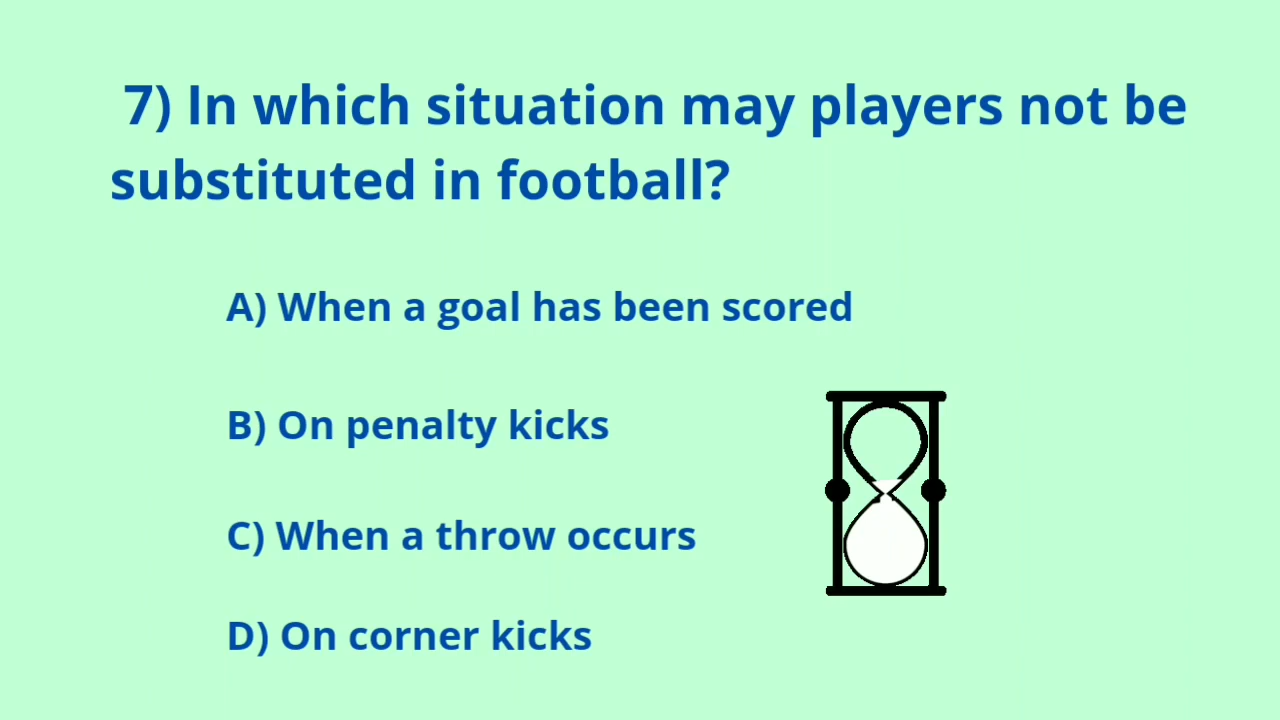 7) In which situation may players not be
substituted in football?
A) When a goal has been scored
B) On penalty kicks
C) When a throw occurs
D) On corner kicks